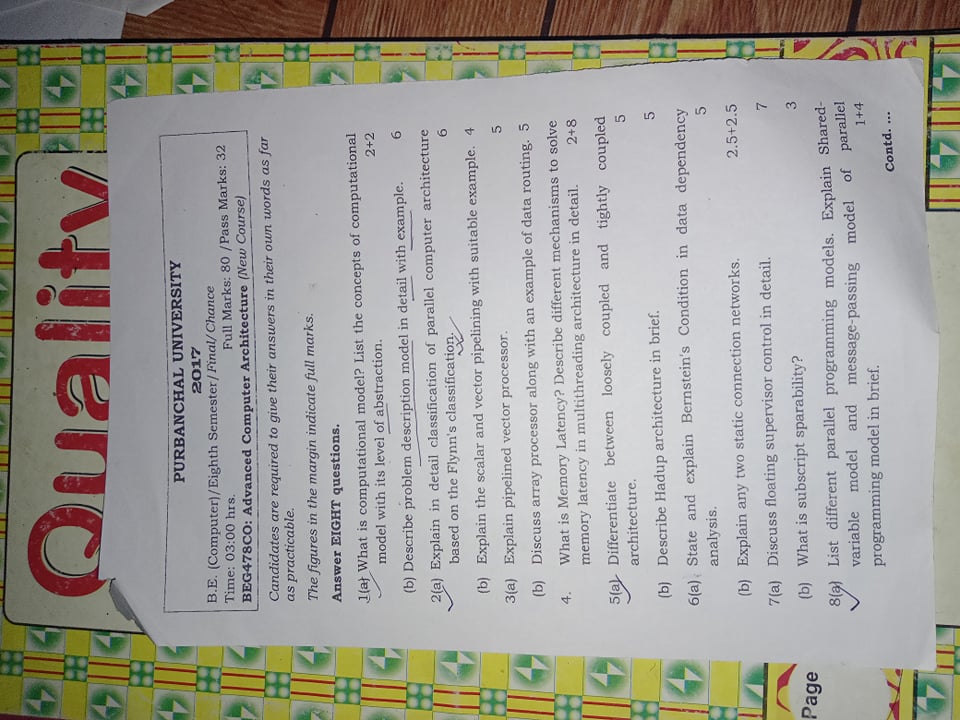 Quality
PURBANCHAL UNIVERSITY
2017
B.E. (Computer)/Eighth Semester/Final/Chance
Time: 03:00 hrs. Full Marks: 80 /Pass Marks: 32
BEG478CO: Advanced Computer Architecture (New Course)
Candidates are required to give their answers in their own words as far
as practicable.
The figures in the margin indicate full marks.
Answer EIGHT questions.
1(a) What is computational model? List the concepts of computational
model with its level of abstraction. 2+2
(b) Describe problem description model in detail with example. 6
2(a) Explain in detail classification of parallel computer architecture
based on the Flynn's classification. 6
(b) Explain the scalar and vector pipelining with suitable example. 4
3(a) Explain pipelined vector processor. 5
(b) Discuss array processor along with an example of data routing. 5
4. What is Memory Latency? Describe different mechanisms to solve
memory latency in multithreading architecture in detail. 2+8
5(a) Differentiate between loosely coupled and tightly coupled
architecture. 5
(b) Describe Hadup architecture in brief. 5
6(a) State and explain Bernstein's Condition in data dependency
analysis. 5
(b) Explain any two static connection networks. 2.5+2.5
7(a) Discuss floating supervisor control in detail. 7
(b) What is subscript sparability? 3
8(a) List different parallel programming models. Explain Shared-
variable model and message-passing model of parallel
programming model in brief. 1+4
Contd. ...
Page